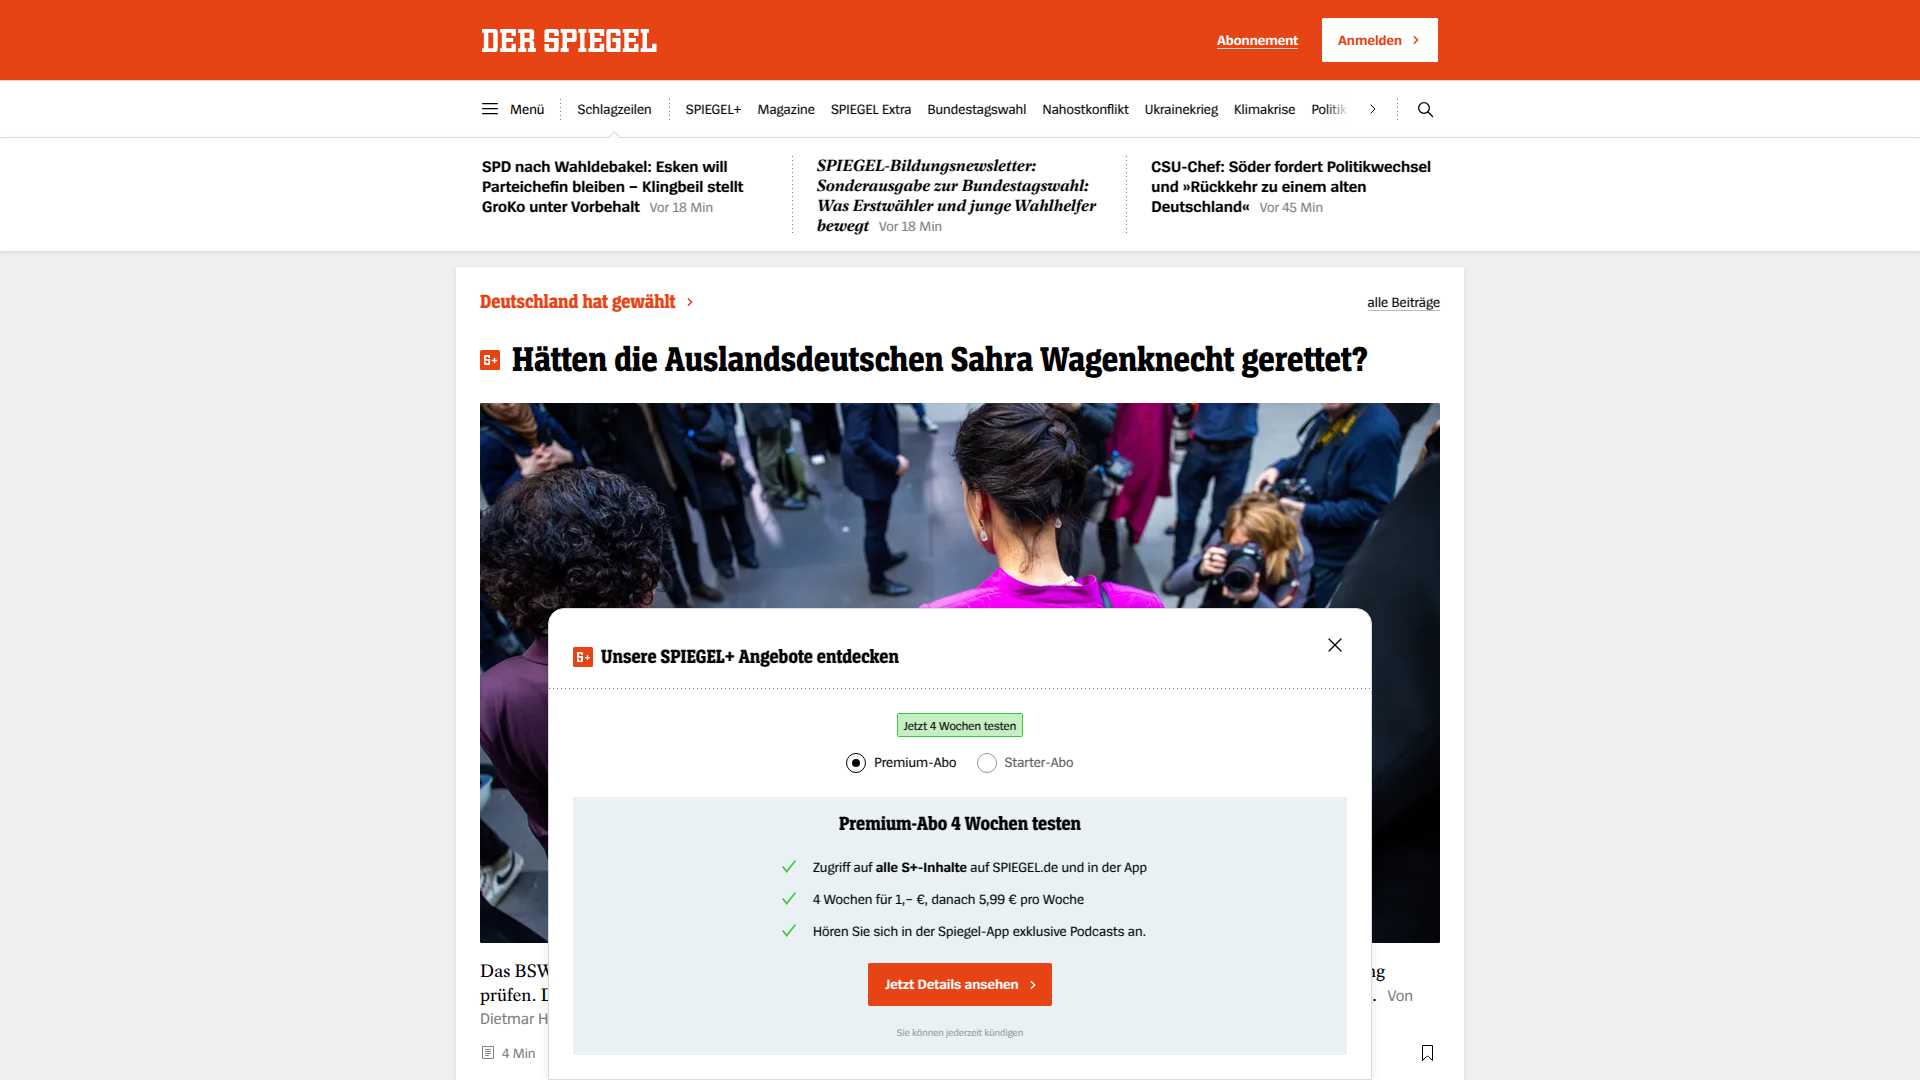 DER SPIEGEL
Abonnement
Anmelden
Menü
Schlagzeilen
SPIEGEL+
Magazine
SPIEGEL Extra
Bundestagswahl
Nahostkonflikt
Ukrainekrieg
Klimakrise
Politik
SPD nach Wahldebakel: Esken will
Parteichefin bleiben – Klingbeil stellt
GroKo unter Vorbehalt Vor 18 Min
SPIEGEL-Bildungsnewsletter:
Sonderausgabe zur Bundestagswahl:
Was Erstwähler und junge Wahlhelfer
bewegt Vor 18 Min
CSU-Chef: Söder fordert Politikwechsel
und »Rückkehr zu einem alten
Deutschland« Vor 45 Min
Deutschland hat gewählt
alle Beiträge
S+ Hätten die Auslandsdeutschen Sahra Wagenknecht gerettet?
S+ Unsere SPIEGEL+ Angebote entdecken
Jetzt 4 Wochen testen
Premium-Abo
Starter-Abo
Premium-Abo 4 Wochen testen
Zugriff auf alle S+-Inhalte auf SPIEGEL.de und in der App
4 Wochen für 1,– €, danach 5,99 € pro Woche
Hören Sie sich in der Spiegel-App exklusive Podcasts an.
Jetzt Details ansehen
Sie können jederzeit kündigen
Das BSW
prüfen.
. Von
Dietmar H
4 Min